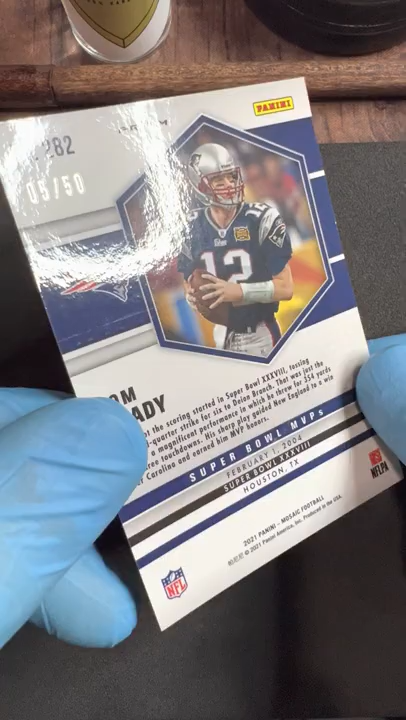 PANINI
282
05/50
12
OM
ADY
the scoring started in Super Bowl XXXVIII, tossing
-quarter strike for six to Deion Branch. That was just the
a magnificent performance in which he threw for 354 yards
ree touchdowns. His sharp play guided New England to a win
Carolina and earned him MVP honors.
SUPER BOWL MVPs
FEBRUARY 1, 2004
SUPER BOWL XXXVIII
HOUSTON, TX
NFLPA
2021 PANINI - MOSAIC FOOTBALL
© 2021 Panini America, Inc. Produced in the USA.
NFL